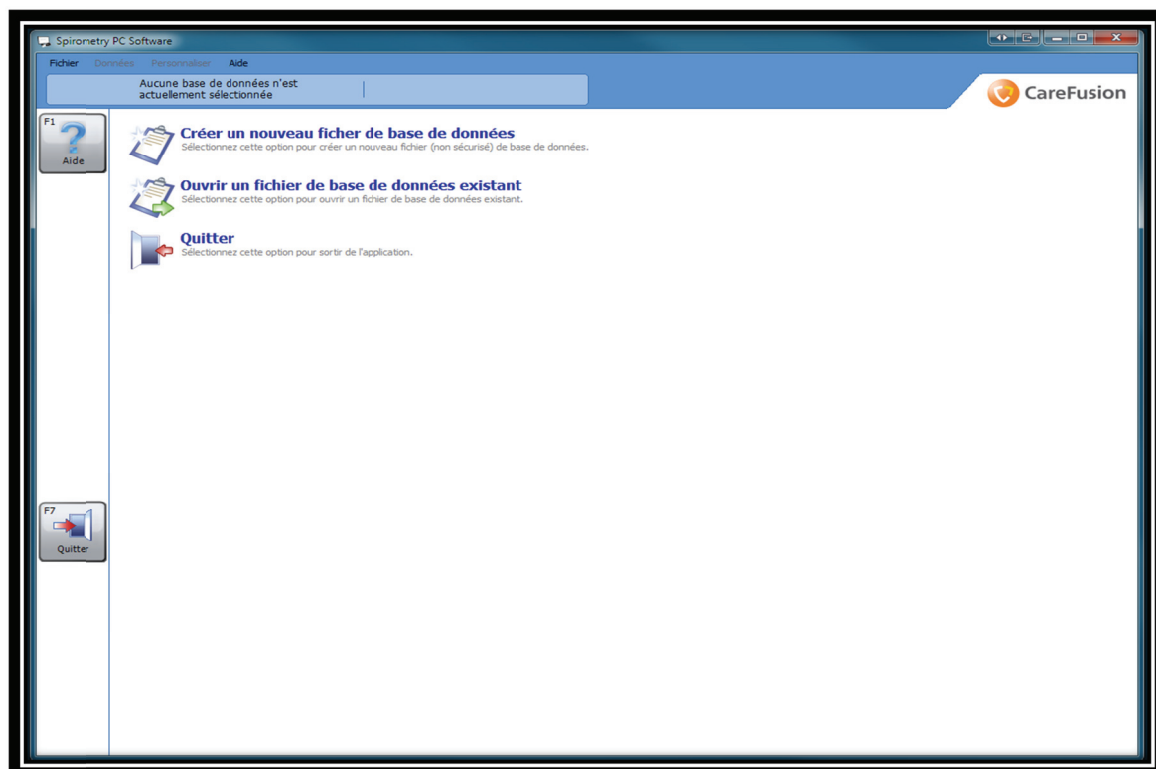 Spirometry PC Software
Fichier Données Personnaliser Aide
Aucune base de données n'est
actuellement sélectionnée
CareFusion
F1
Aide
Créer un nouveau ficher de base de données
Sélectionnez cette option pour créer un nouveau fichier (non sécurisé) de base de données.
Ouvrir un fichier de base de données existant
Sélectionnez cette option pour ouvrir un fichier de base de données existant.
Quitter
Sélectionnez cette option pour sortir de l'application.
F7
Quitter